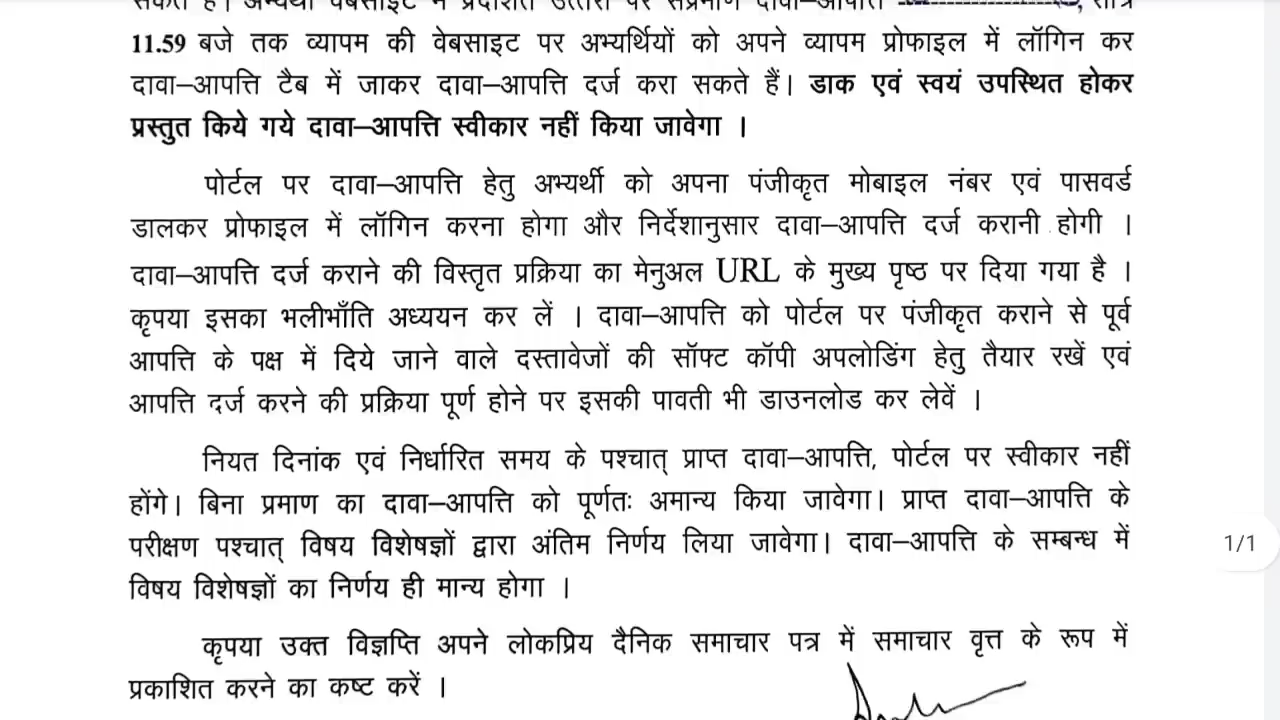 सकते हैं। अभ्यर्थी वेबसाइट में प्रदर्शित उत्तरों पर सप्रमाण दावा–आपत्ति रात्रि
11.59 बजे तक व्यापम की वेबसाइट पर अभ्यर्थियों को अपने व्यापम प्रोफाइल में लॉगिन कर
दावा–आपत्ति टैब में जाकर दावा–आपत्ति दर्ज करा सकते हैं। डाक एवं स्वयं उपस्थित होकर
प्रस्तुत किये गये दावा–आपत्ति स्वीकार नहीं किया जावेगा ।
पोर्टल पर दावा–आपत्ति हेतु अभ्यर्थी को अपना पंजीकृत मोबाइल नंबर एवं पासवर्ड
डालकर प्रोफाइल में लॉगिन करना होगा और निर्देशानुसार दावा–आपत्ति दर्ज करानी होगी ।
दावा–आपत्ति दर्ज कराने की विस्तृत प्रक्रिया का मेनुअल URL के मुख्य पृष्ठ पर दिया गया है ।
कृपया इसका भलीभाँति अध्ययन कर लें । दावा–आपत्ति को पोर्टल पर पंजीकृत कराने से पूर्व
आपत्ति के पक्ष में दिये जाने वाले दस्तावेजों की सॉफ्ट कॉपी अपलोडिंग हेतु तैयार रखें एवं
आपत्ति दर्ज करने की प्रक्रिया पूर्ण होने पर इसकी पावती भी डाउनलोड कर लेवें ।
नियत दिनांक एवं निर्धारित समय के पश्चात् प्राप्त दावा–आपत्ति, पोर्टल पर स्वीकार नहीं
होंगे। बिना प्रमाण का दावा–आपत्ति को पूर्णतः अमान्य किया जावेगा। प्राप्त दावा–आपत्ति के
परीक्षण पश्चात् विषय विशेषज्ञों द्वारा अंतिम निर्णय लिया जावेगा। दावा–आपत्ति के सम्बन्ध में
विषय विशेषज्ञों का निर्णय ही मान्य होगा ।
कृपया उक्त विज्ञप्ति अपने लोकप्रिय दैनिक समाचार पत्र में समाचार वृत्त के रूप में
प्रकाशित करने का कष्ट करें ।
1/1